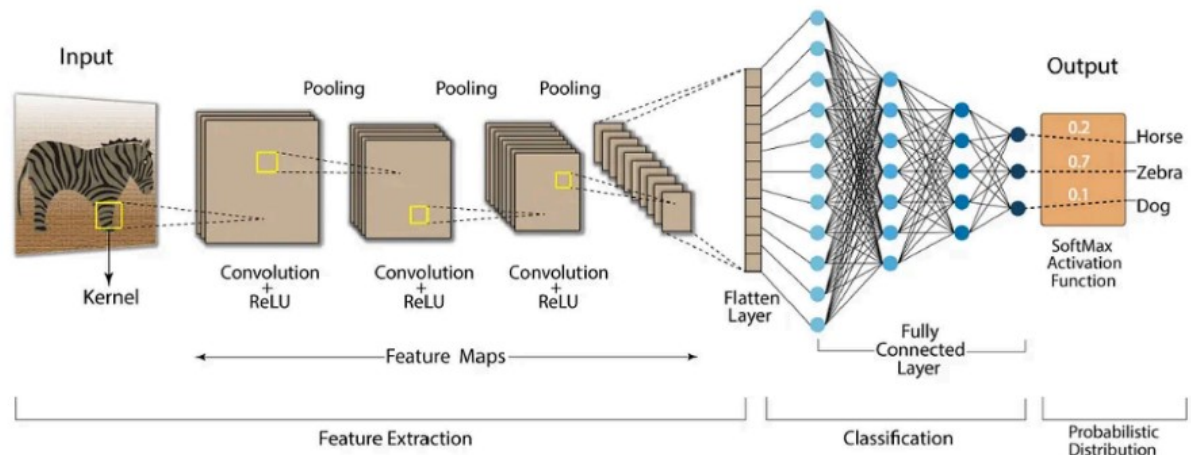 Input
Pooling
Pooling
Pooling
Output
0.2
Horse
0.7
Zebra
0.1
Dog
SoftMax
Activation
Function
Kernel
Convolution
+
ReLU
Convolution
+
ReLU
Convolution
+
ReLU
Flatten
Layer
Fully
Connected
Layer
Feature Maps
Feature Extraction
Classification
Probabilistic
Distribution